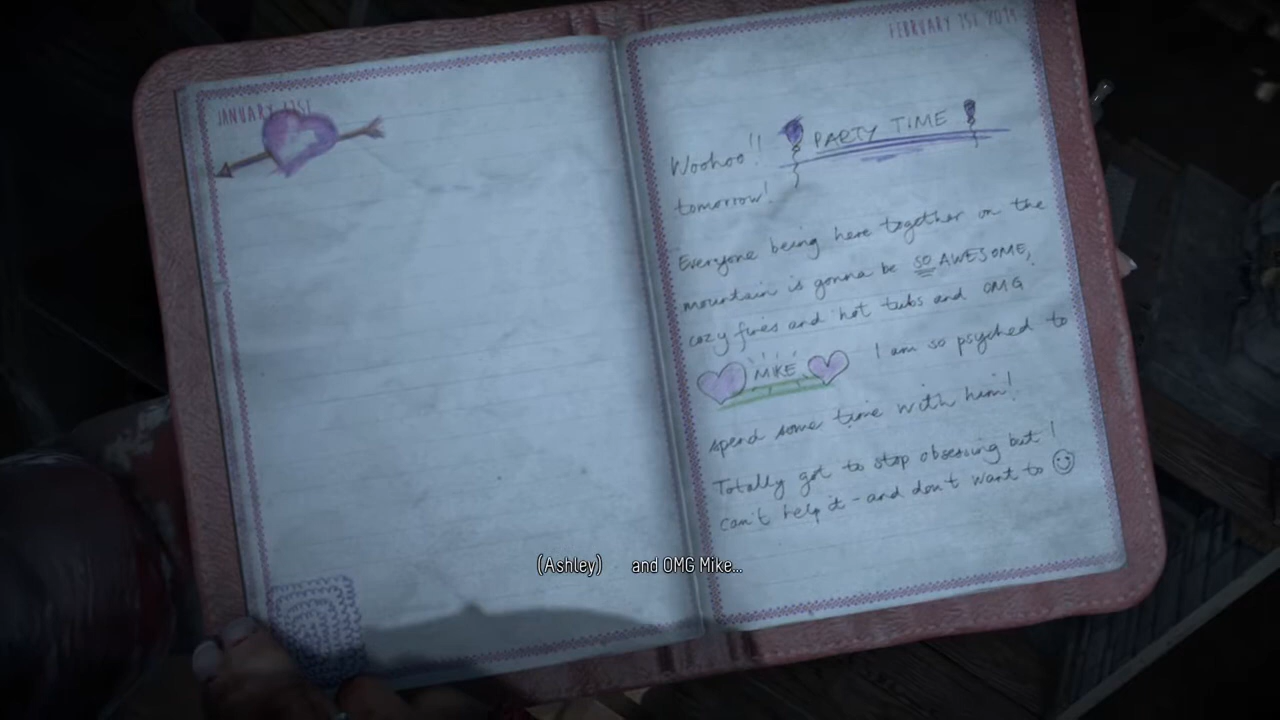 JANUARY 31ST
FEBRUARY 1ST 2014
Woohoo!! PARTY TIME
tomorrow!
Everyone being here together on the
mountain is gonna be SO AWESOME,
cozy fires and hot tubs and OMG
MIKE I am so psyched to
spend some time with him!
Totally got to stop obsessing but I
can't help it - and don't want to
(Ashley) and OMG Mike...